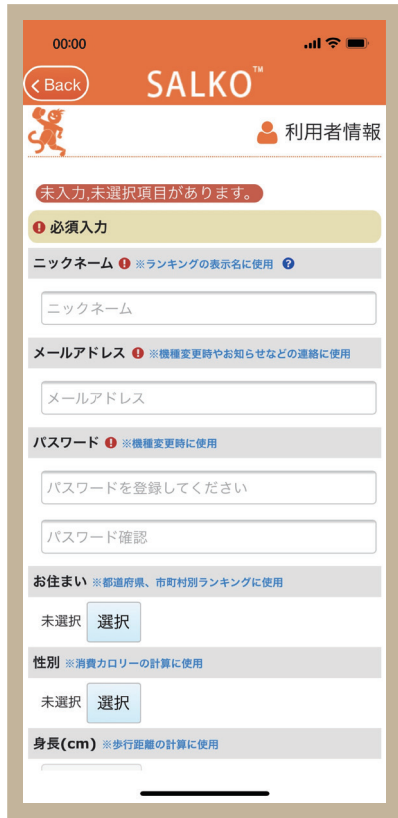 00:00
Back
SALKO™
利用者情報
未入力,未選択項目があります。
必須入力
ニックネーム ※ランキングの表示名に使用
ニックネーム
メールアドレス ※機種変更時やお知らせなどの連絡に使用
メールアドレス
パスワード ※機種変更時に使用
パスワードを登録してください
パスワード確認
お住まい ※都道府県、市町村別ランキングに使用
未選択 選択
性別 ※消費カロリーの計算に使用
未選択 選択
身長(cm) ※歩行距離の計算に使用